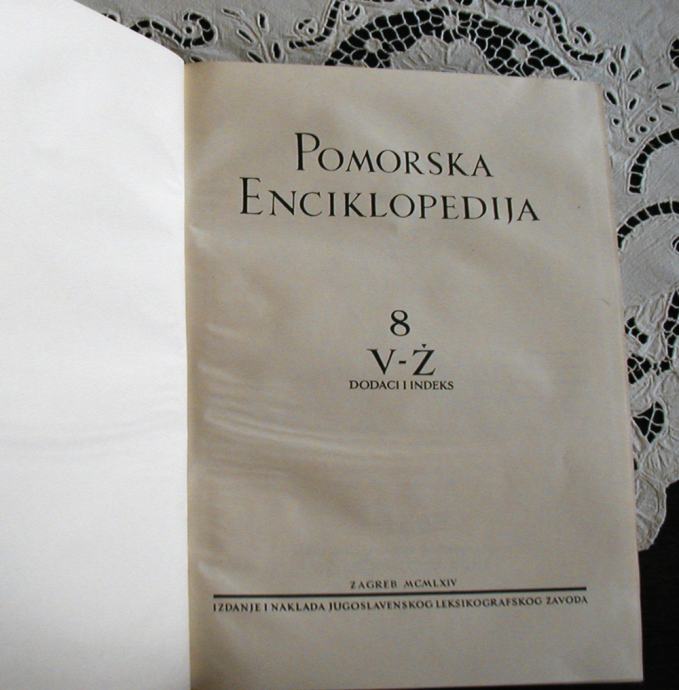 POMORSKA
ENCIKLOPEDIJA
8
V-Ž
DODACI I INDEKS
ZAGREB MCMLXIV
IZDANJE I NAKLADA JUGOSLAVENSKOG LEKSIKOGRAFSKOG ZAVODA